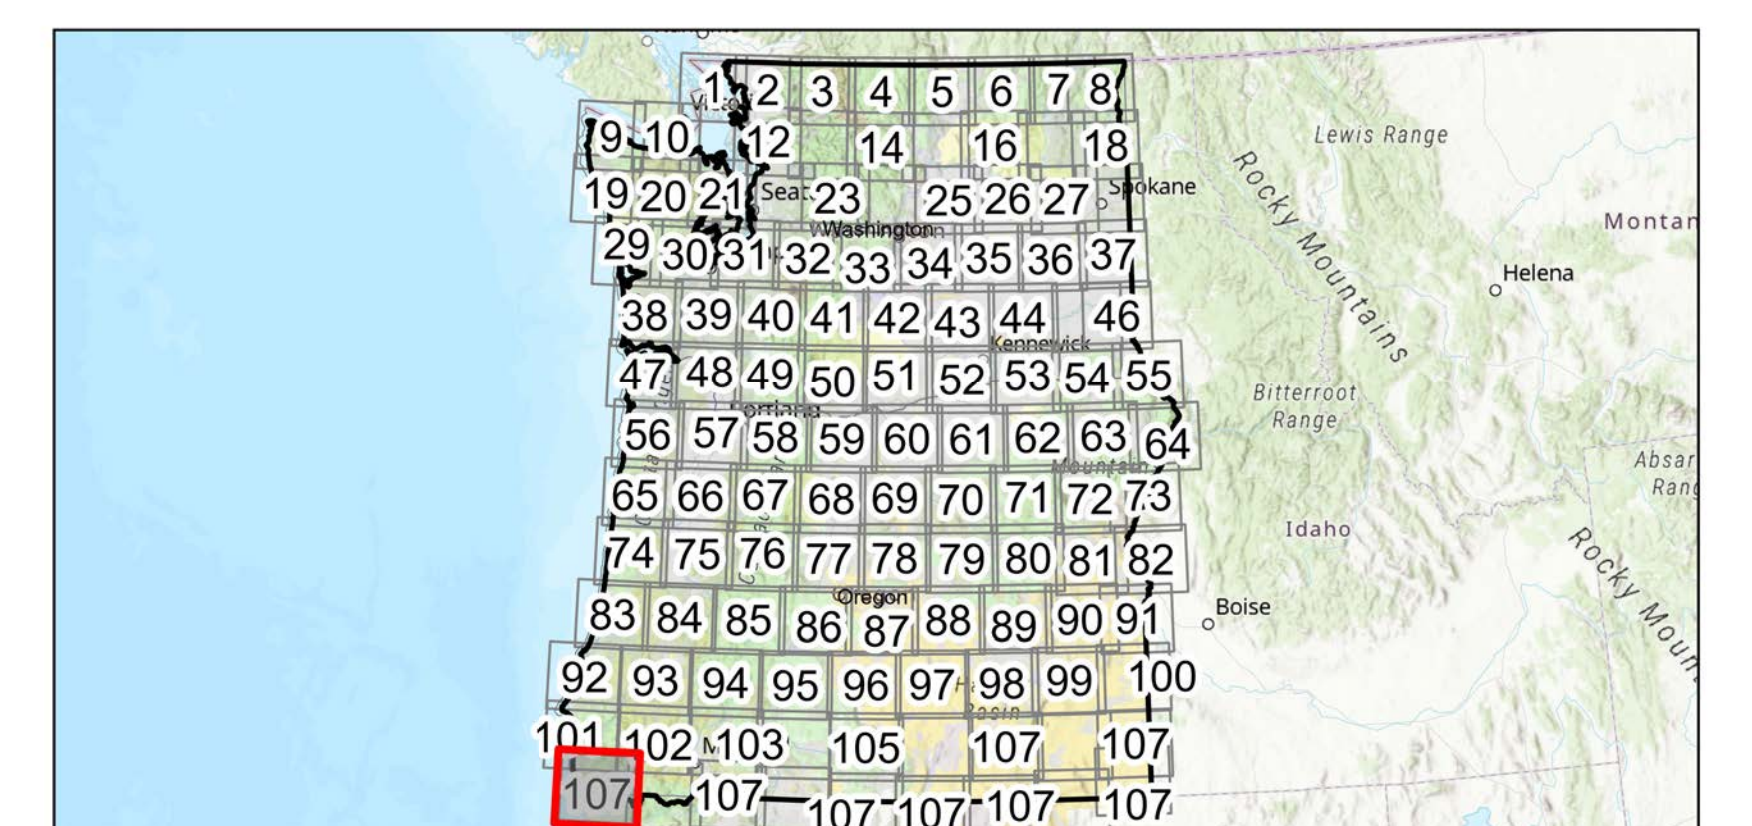 1 2 3 4 5 6 7 8
Lewis Range
9 10 12 14 16 18
19 20 21 Seat 23 25 26 27 Spokane
Rocky Mountains
Montan
Washington
29 30 31 32 33 34 35 36 37
Helena
38 39 40 41 42 43 44 46
Kennewick
47 48 49 50 51 52 53 54 55
Bitterroot
Range
Portland
56 57 58 59 60 61 62 63 64
Mountain
Absar
Rang
65 66 67 68 69 70 71 72 73
Idaho
74 75 76 77 78 79 80 81 82
Rocky Moun
Oregon
83 84 85 86 87 88 89 90 91
Boise
92 93 94 95 96 97 98 99 100
Basin
101 102 M 103 105 107 107
107 107 107 107 107 107